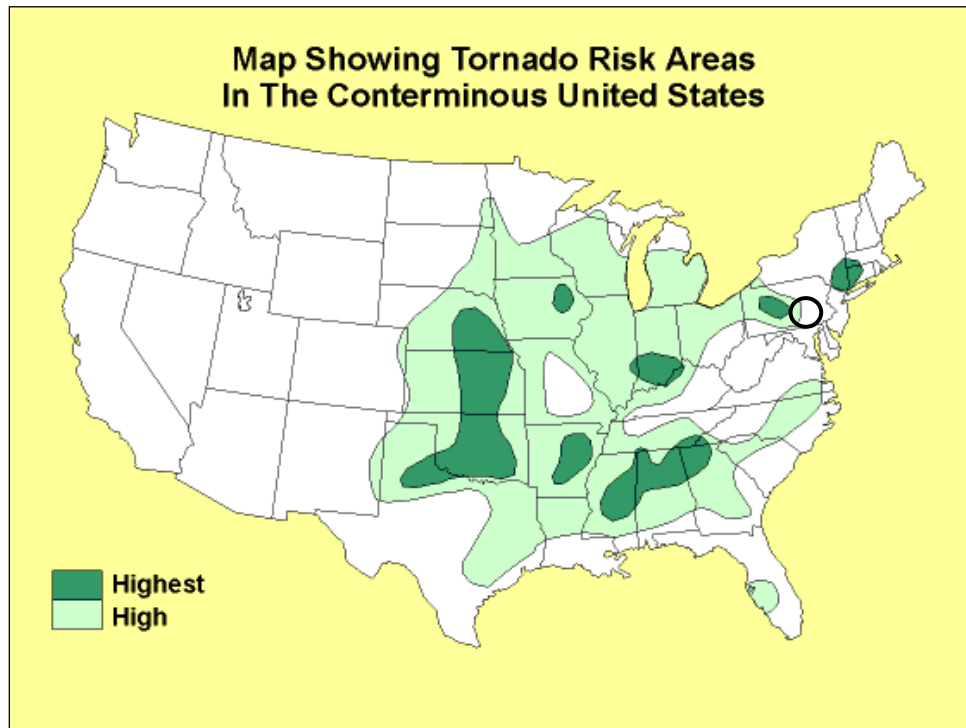 Map Showing Tornado Risk Areas
In The Conterminous United States
Highest
High